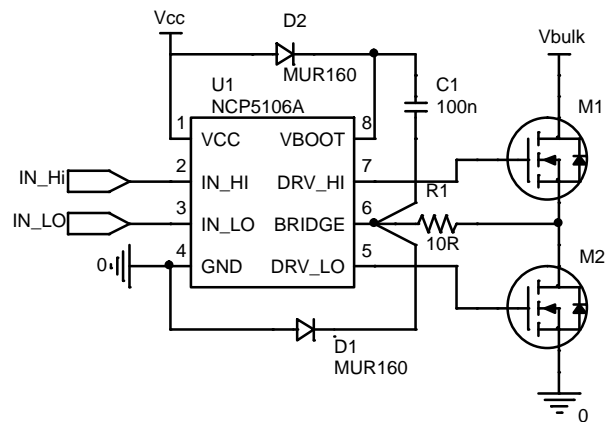 D2
Vcc
MUR160
Vbulk
U1
NCP5106A
C1
100n
M1
1
VCC
VBOOT
8
IN_Hi
2
IN_HI
DRV_HI
7
R1
IN_LO
3
IN_LO
BRIDGE
6
10R
0
4
GND
DRV_LO
5
M2
D1
MUR160
0